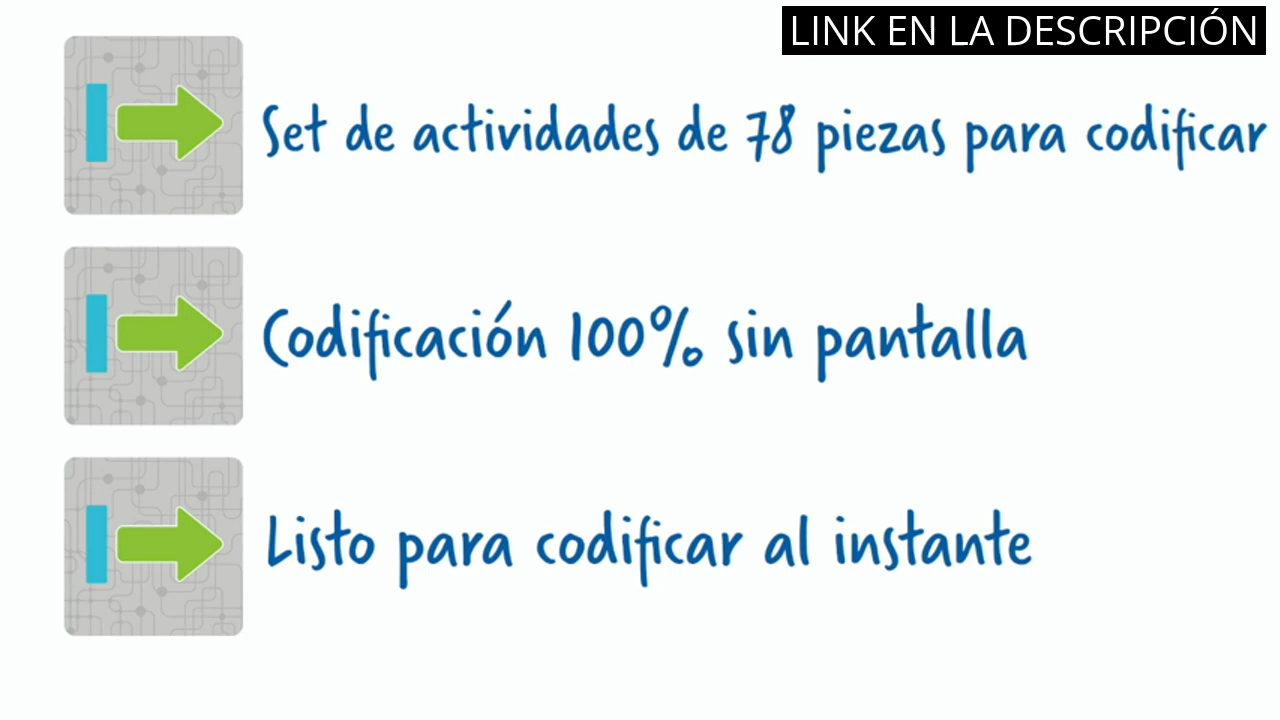 LINK EN LA DESCRIPCIÓN
Set de actividades de 78 piezas para codificar
Codificación 100% sin pantalla
Listo para codificar al instante